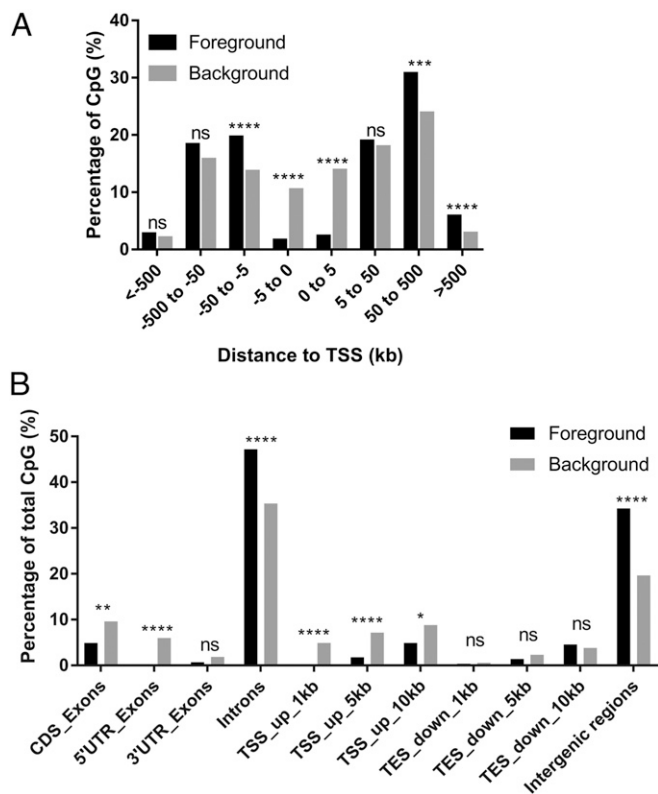 A
Percentage of CpG (%)
40
30
20
10
0
Foreground
Background
ns
ns
****
****
****
ns
***
****
<-500
-500 to -50
-50 to -5
-5 to 0
0 to 5
5 to 50
50 to 500
>500
Distance to TSS (kb)
B
Percentage of total CpG (%)
50
40
30
20
10
0
Foreground
Background
**
****
ns
****
****
****
*
ns
ns
ns
****
CDS_Exons
5'UTR_Exons
3'UTR_Exons
Introns
TSS_up_1kb
TSS_up_5kb
TSS_up_10kb
TES_down_1kb
TES_down_5kb
TES_down_10kb
Intergenic regions